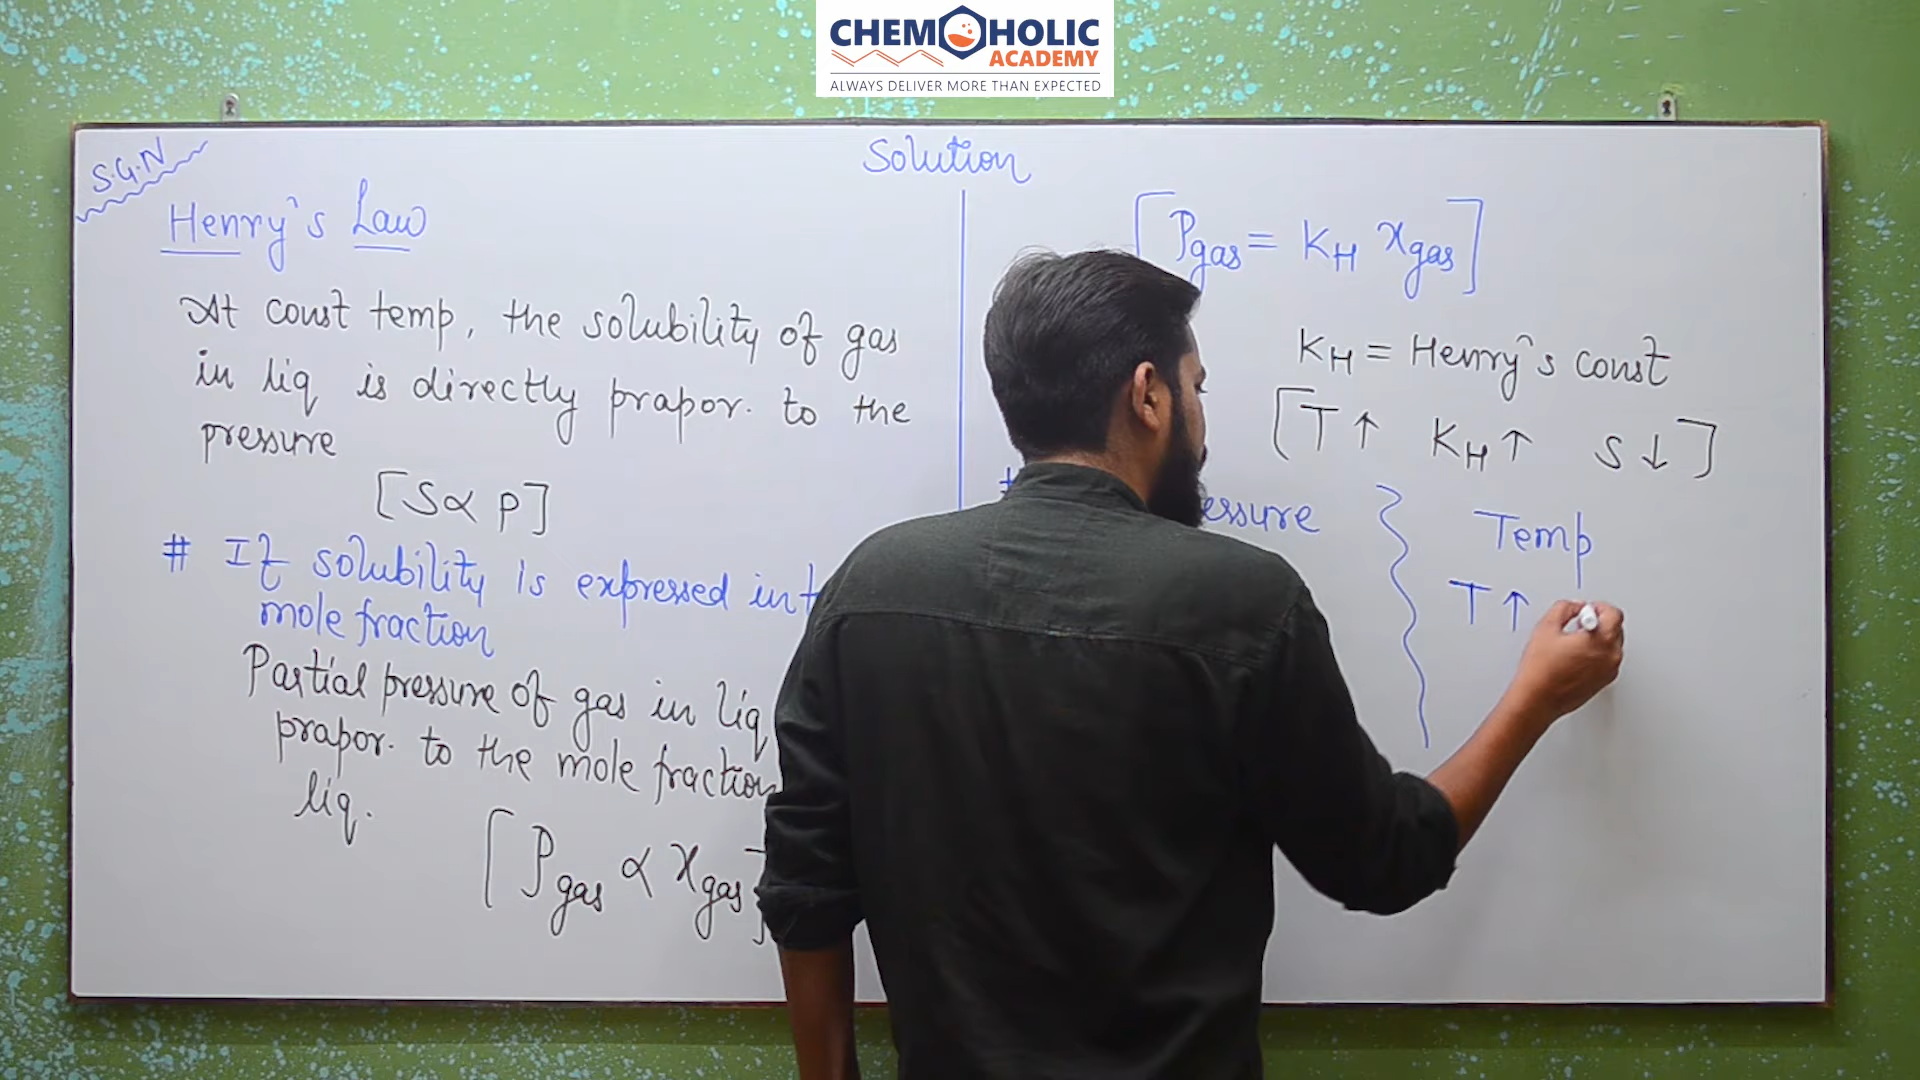 CHEMOHOLIC
ACADEMY
ALWAYS DELIVER MORE THAN EXPECTED
S.G.N
Solution
Henry's Law
At const temp, the solubility of gas
in liq is directly prapor. to the
pressure
[S∝ P]
# If solubility is expressed in t
mole fraction
Partial pressure of gas in liq
prapor. to the mole fraction
liq.
[Pgas ∝ xgas]
[Pgas = KH xgas]
KH = Henry's const
[T↑ KH↑ S↓]
essure
Temp
T↑